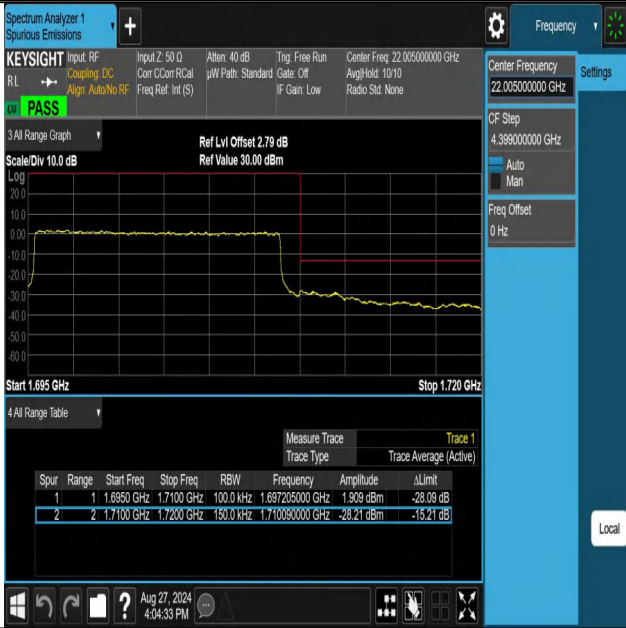 Spectrum Analyzer 1
Spurious Emissions
+
Frequency
KEYSIGHT
RL
PASS
Input: RF
Coupling: DC
Align: Auto/No RF
Input Z: 50 Ω
Corr CCorr RCal
Freq Ref: Int (S)
Atten: 40 dB
µW Path: Standard
Trig: Free Run
Gate: Off
IF Gain: Low
Center Freq: 22.005000000 GHz
Avg|Hold: 10/10
Radio Std: None
Center Frequency
22.005000000 GHz
Settings
CF Step
4.399000000 GHz
Auto
Man
Freq Offset
0 Hz
3 All Range Graph
Scale/Div 10.0 dB
Ref Lvl Offset 2.79 dB
Ref Value 30.00 dBm
Log
20.0
10.0
0.00
-10.0
-20.0
-30.0
-40.0
-50.0
-60.0
Start 1.695 GHz
Stop 1.720 GHz
4 All Range Table
Measure Trace Trace 1
Trace Type Trace Average (Active)
Spur Range Start Freq Stop Freq RBW Frequency Amplitude ΔLimit
1 1 1.6950 GHz 1.7100 GHz 100.0 kHz 1.697205000 GHz 1.909 dBm -28.09 dB
2 2 1.7100 GHz 1.7200 GHz 150.0 kHz 1.710090000 GHz -28.21 dBm -15.21 dB
Local
?
Aug 27, 2024
4:04:33 PM